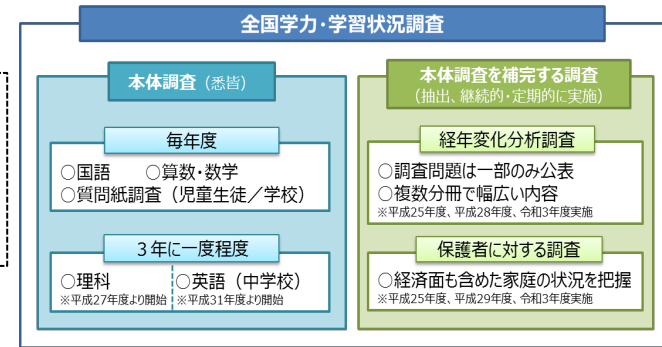 全国学力・学習状況調査
本体調査（悉皆）
毎年度
○国語　○算数・数学
○質問紙調査（児童生徒／学校）
３年に一度程度
○理科
※平成27年度より開始
○英語（中学校）
※平成31年度より開始
本体調査を補完する調査
（抽出、継続的・定期的に実施）
経年変化分析調査
○調査問題は一部のみ公表
○複数分冊で幅広い内容
※平成25年度、平成28年度、令和3年度実施
保護者に対する調査
○経済面も含めた家庭の状況を把握
※平成25年度、平成29年度、令和3年度実施